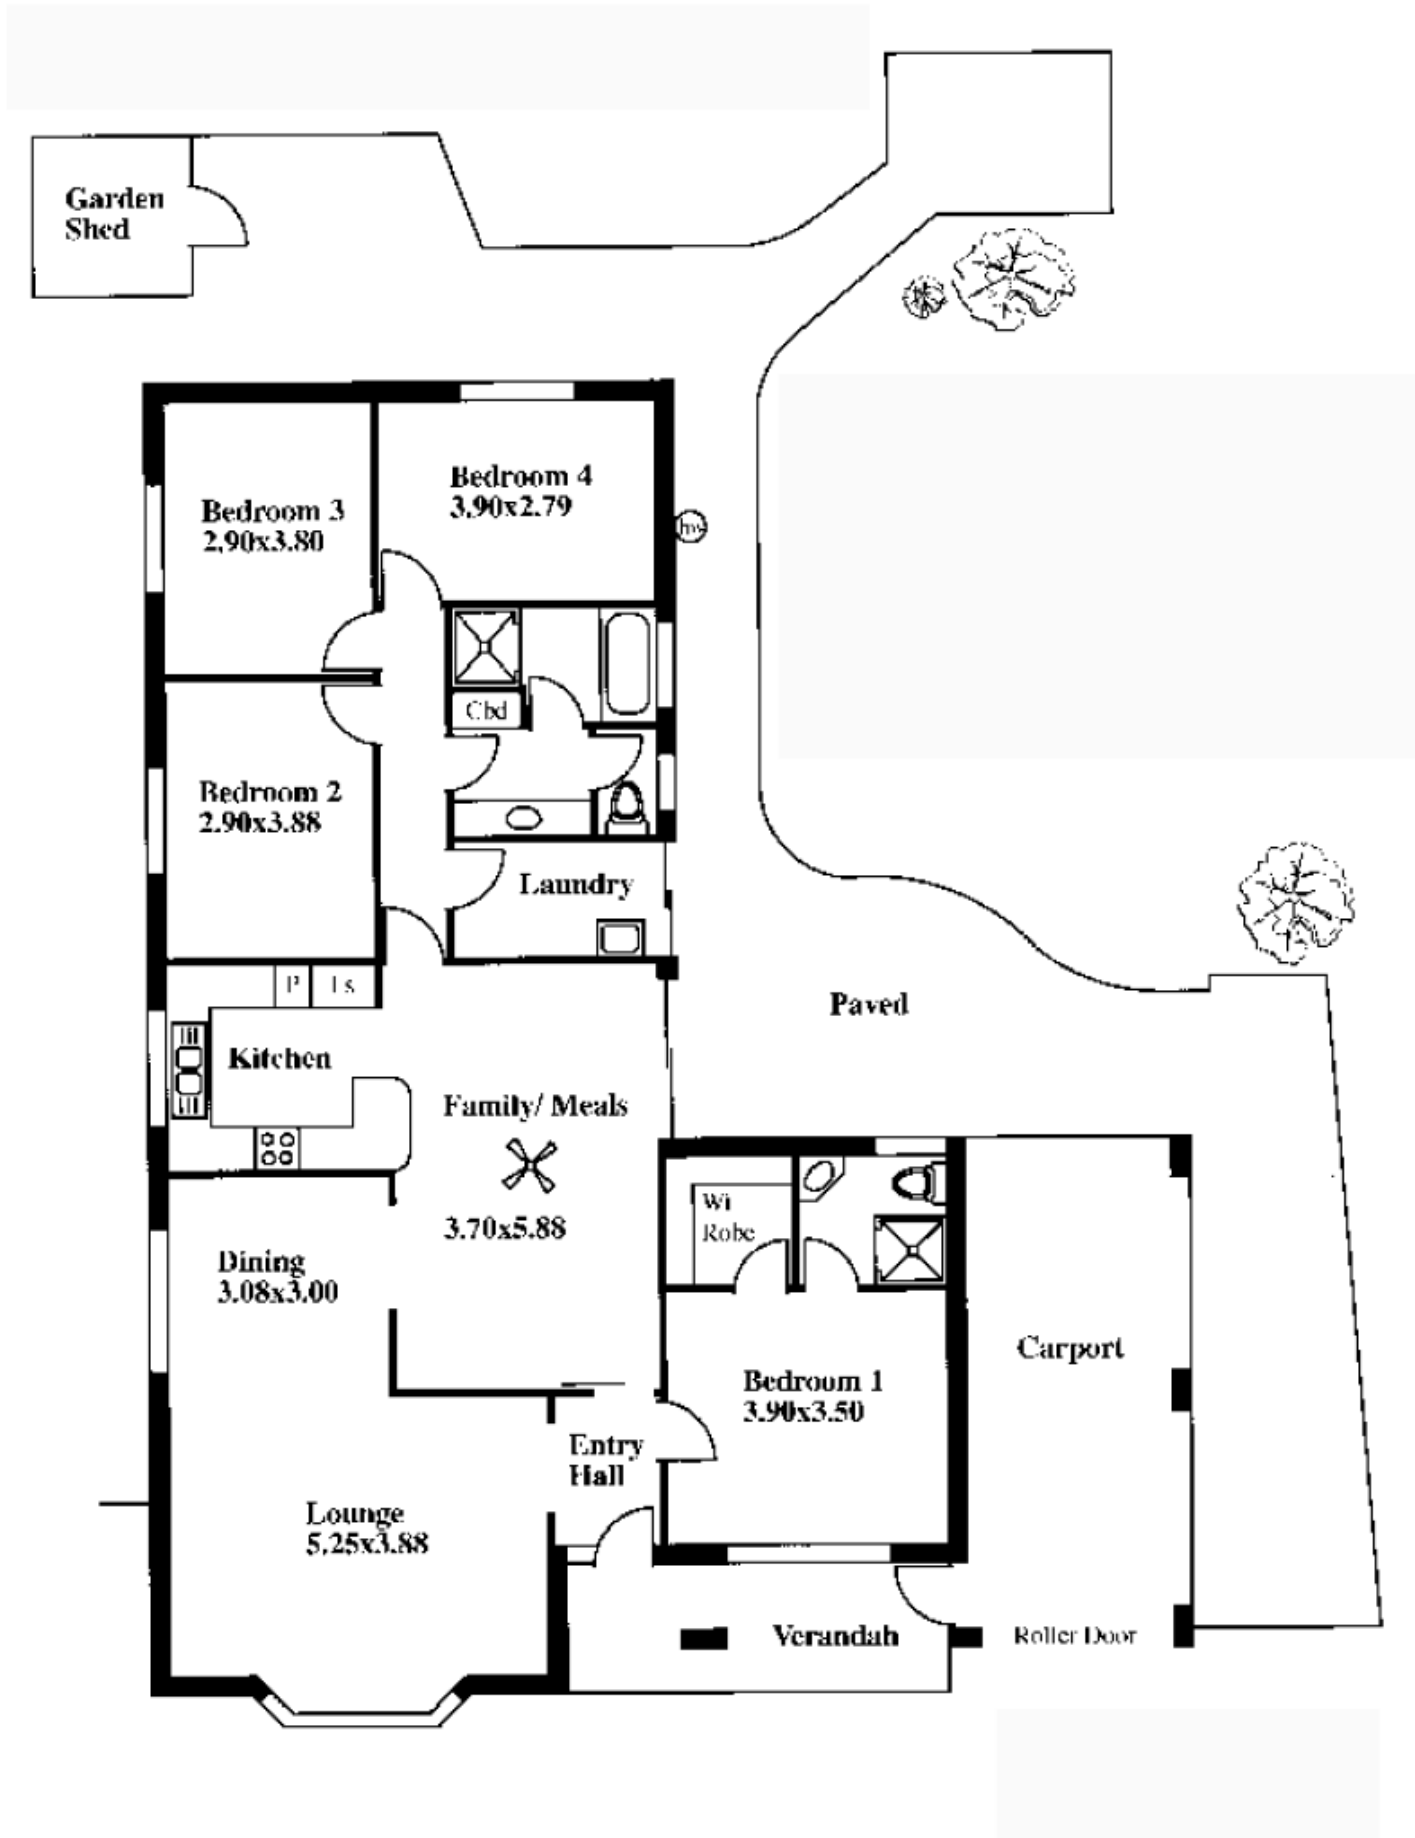 Garden
Shed
Bedroom 4
3.90x2.79
Bedroom 3
2.90x3.80
hw
Cbd
Bedroom 2
2.90x3.88
Laundry
P
Ls
Paved
Kitchen
Family/ Meals
3.70x5.88
Wi
Robe
Dining
3.08x3.00
Carport
Bedroom 1
3.90x3.50
Entry
Hall
Lounge
5.25x3.88
Verandah
Roller Door